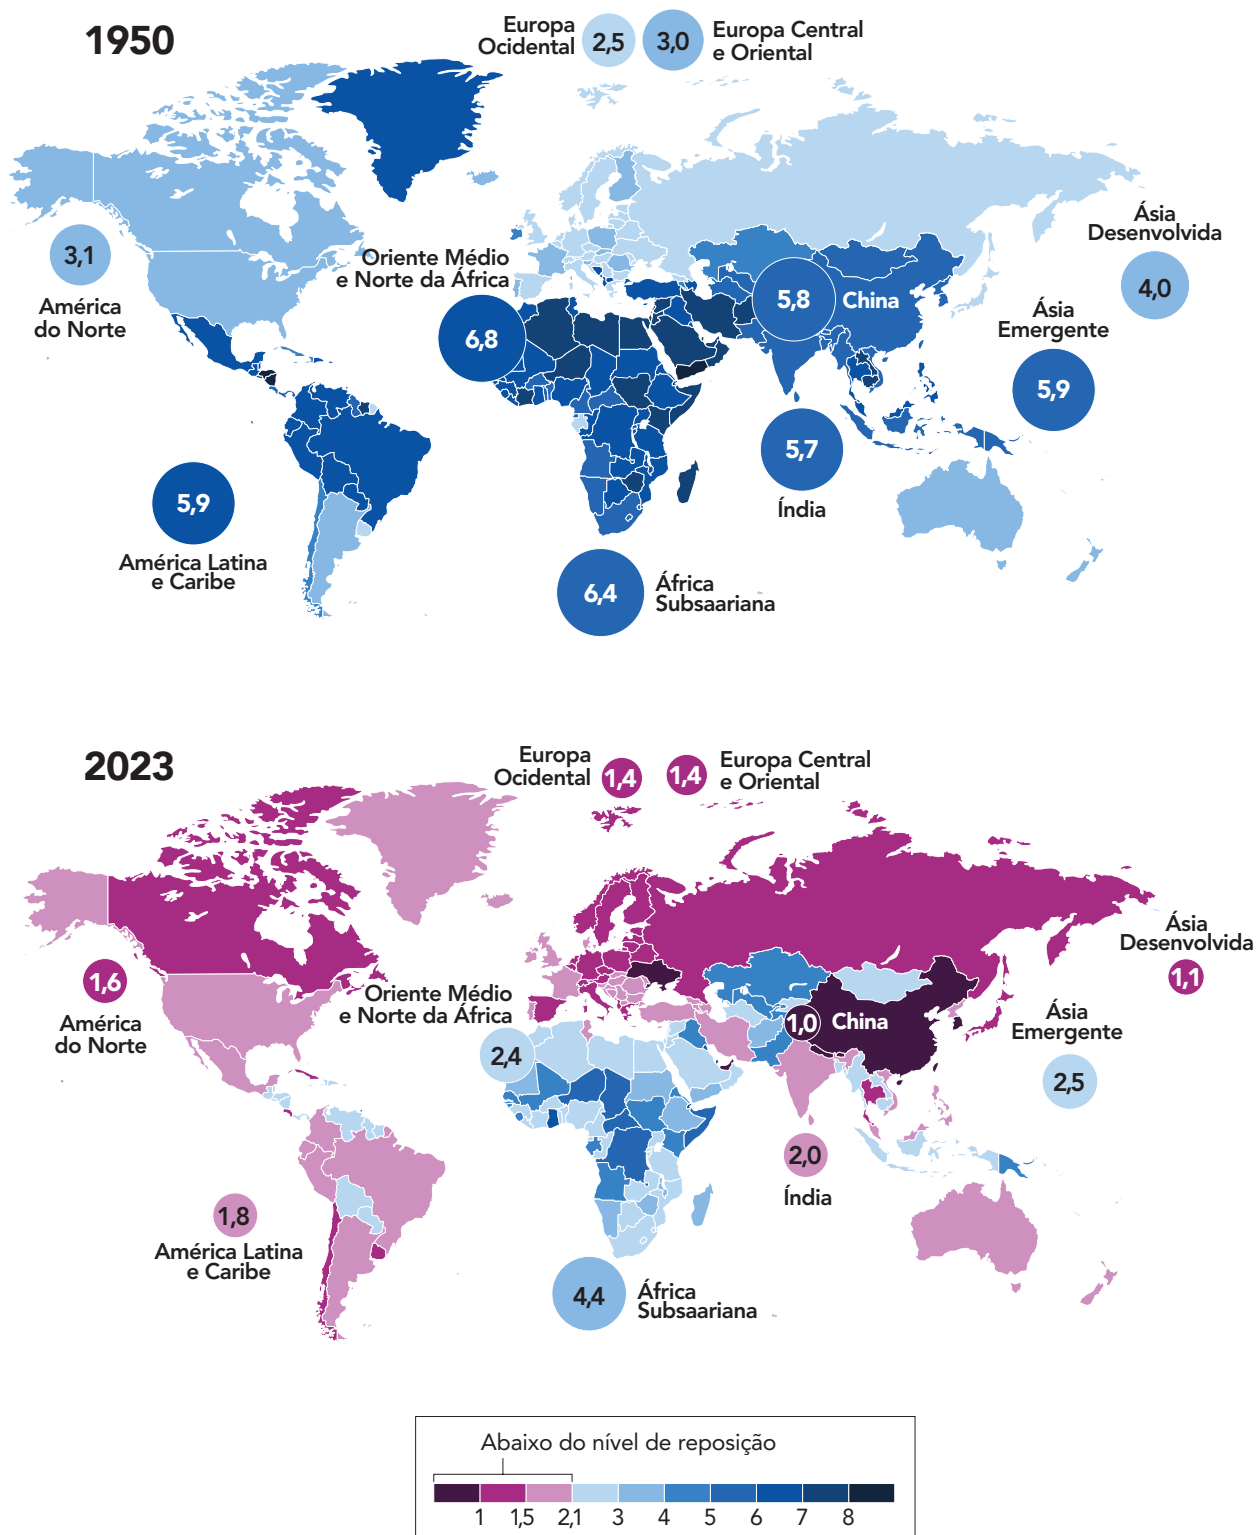 1950
Europa
Ocidental
2,5
3,0
Europa Central
e Oriental
3,1
América
do Norte
Oriente Médio
e Norte da África
6,8
5,8
China
Ásia
Desenvolvida
4,0
Ásia
Emergente
5,9
5,7
Índia
5,9
América Latina
e Caribe
6,4
África
Subsaariana
2023
Europa
Ocidental
1,4
1,4
Europa Central
e Oriental
1,6
América
do Norte
Oriente Médio
e Norte da África
2,4
1,0
China
Ásia
Desenvolvida
1,1
Ásia
Emergente
2,5
2,0
Índia
1,8
América Latina
e Caribe
4,4
África
Subsaariana
Abaixo do nível de reposição
1 1,5 2,1 3 4 5 6 7 8